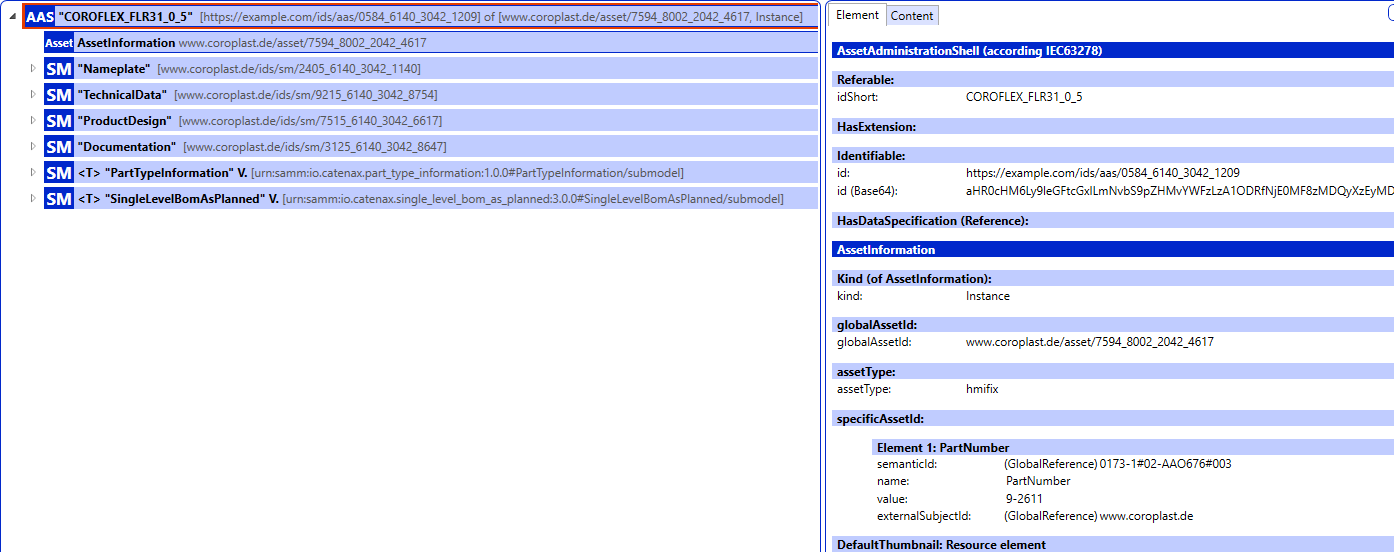 AAS "COROFLEX_FLR31_0_5" [https://example.com/ids/aas/0584_6140_3042_1209] of [www.coroplast.de/asset/7594_8002_2042_4617, Instance]
Asset AssetInformation www.coroplast.de/asset/7594_8002_2042_4617
SM "Nameplate" [www.coroplast.de/ids/sm/2405_6140_3042_1140]
SM "TechnicalData" [www.coroplast.de/ids/sm/9215_6140_3042_8754]
SM "ProductDesign" [www.coroplast.de/ids/sm/7515_6140_3042_6617]
SM "Documentation" [www.coroplast.de/ids/sm/3125_6140_3042_8647]
SM <T> "PartTypeInformation" V. [urn:samm:io.catenax.part_type_information:1.0.0#PartTypeInformation/submodel]
SM <T> "SingleLevelBomAsPlanned" V. [urn:samm:io.catenax.single_level_bom_as_planned:3.0.0#SingleLevelBomAsPlanned/submodel]
Element Content
AssetAdministrationShell (according IEC63278)
Referable:
idShort: COROFLEX_FLR31_0_5
HasExtension:
Identifiable:
id: https://example.com/ids/aas/0584_6140_3042_1209
id (Base64): aHR0cHM6Ly9leGFtcGxlLmNvbS9pZHMvYWFzLzA1ODRfNjE0MF8zMDQyXzEyMD
HasDataSpecification (Reference):
AssetInformation
Kind (of AssetInformation):
kind: Instance
globalAssetId:
globalAssetId: www.coroplast.de/asset/7594_8002_2042_4617
assetType:
assetType: hmifix
specificAssetId:
Element 1: PartNumber
semanticId: (GlobalReference) 0173-1#02-AAO676#003
name: PartNumber
value: 9-2611
externalSubjectId: (GlobalReference) www.coroplast.de
DefaultThumbnail: Resource element